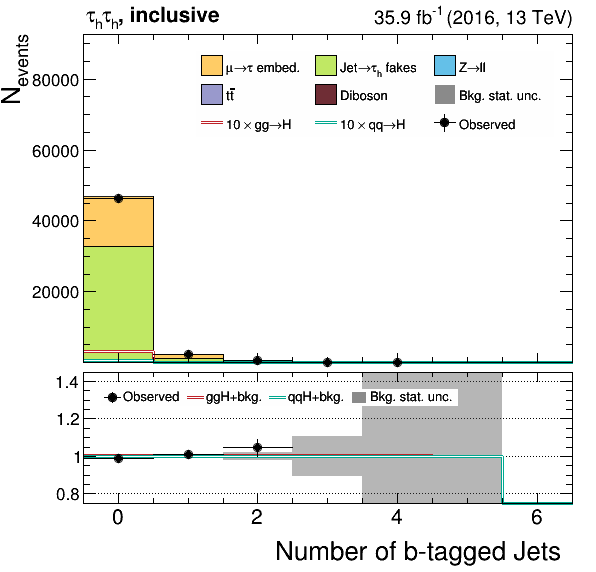 τhτh, inclusive
35.9 fb-1 (2016, 13 TeV)
Nevents
80000
60000
40000
20000
μ→τ embed.
Jet→τh fakes
Z→ll
tt̄
Diboson
Bkg. stat. unc.
10 × gg→H
10 × qq→H
Observed
1.4
1.2
1
0.8
Observed
ggH+bkg.
qqH+bkg.
Bkg. stat. unc.
0
2
4
6
Number of b-tagged Jets